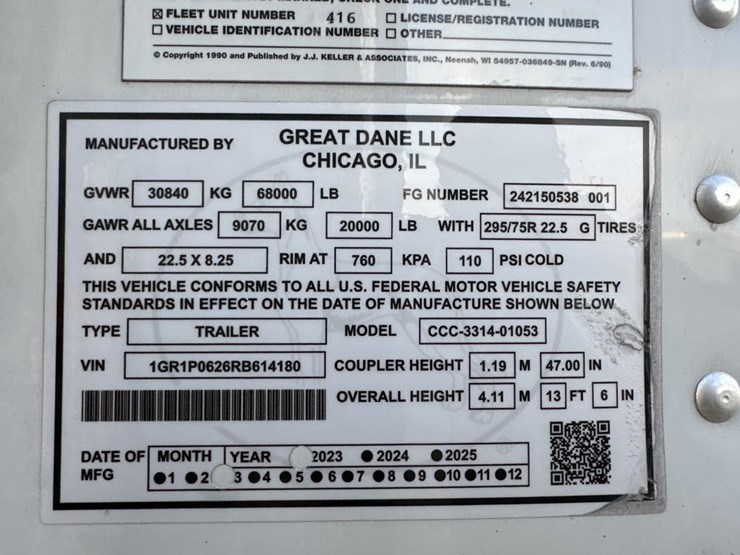 ☒ FLEET UNIT NUMBER 416 ☐ LICENSE/REGISTRATION NUMBER
☐ VEHICLE IDENTIFICATION NUMBER ☐ OTHER
© Copyright 1990 and Published by J.J. KELLER & ASSOCIATES, INC., Neenah, WI 54957-0368 49-SN (Rev. 6/90)
MANUFACTURED BY GREAT DANE LLC
CHICAGO, IL
GVWR 30840 KG 68000 LB FG NUMBER 242150538 001
GAWR ALL AXLES 9070 KG 20000 LB WITH 295/75R 22.5 G TIRES
AND 22.5 X 8.25 RIM AT 760 KPA 110 PSI COLD
THIS VEHICLE CONFORMS TO ALL U.S. FEDERAL MOTOR VEHICLE SAFETY
STANDARDS IN EFFECT ON THE DATE OF MANUFACTURE SHOWN BELOW
TYPE TRAILER MODEL CCC-3314-01053
VIN 1GR1P0626RB614180 COUPLER HEIGHT 1.19 M 47.00 IN
OVERALL HEIGHT 4.11 M 13 FT 6 IN
DATE OF MFG MONTH YEAR 2023 ●2024 ●2025
●1 ●2 3 ●4 ●5 ●6 ●7 ●8 ●9 ●10 ●11 ●12